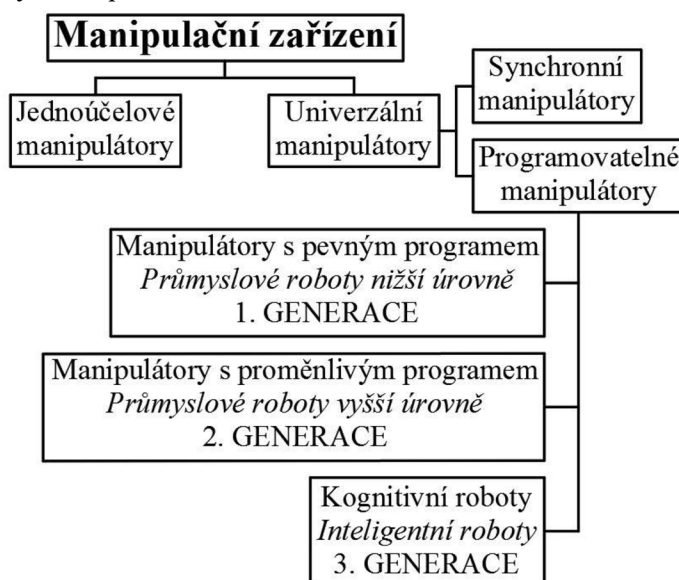 Manipulační zařízení
Jednoúčelové
manipulátory
Univerzální
manipulátory
Synchronní
manipulátory
Programovatelné
manipulátory
Manipulátory s pevným programem
Průmyslové roboty nižší úrovně
1. GENERACE
Manipulátory s proměnlivým programem
Průmyslové roboty vyšší úrovně
2. GENERACE
Kognitivní roboty
Inteligentní roboty
3. GENERACE